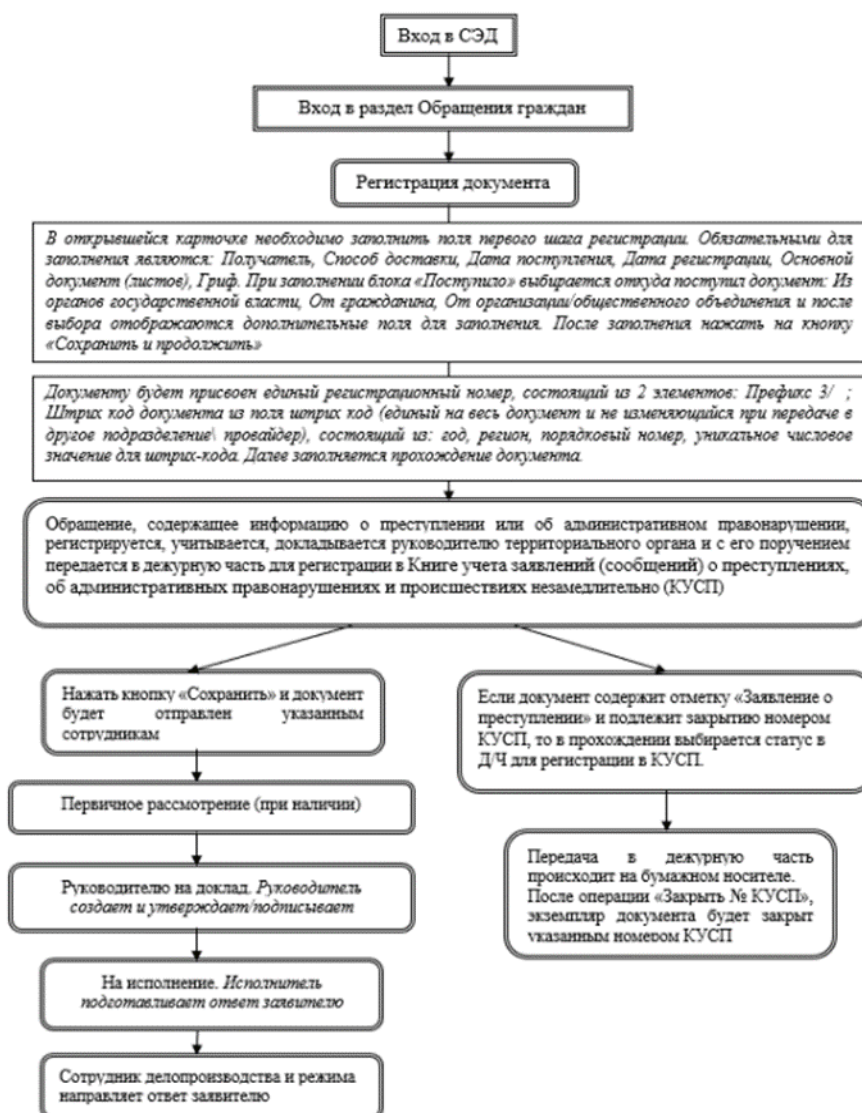 Вход в СЭД
Вход в раздел Обращения граждан
Регистрация документа
В открывшейся карточке необходимо заполнить поля первого шага регистрации. Обязательными для
заполнения являются: Получатель, Способ доставки, Дата поступления, Дата регистрации, Основной
документ (листов), Гриф. При заполнении блока «Поступило» выбирается откуда поступил документ: Из
органов государственной власти, От гражданина, От организации/общественного объединения и после
выбора отображаются дополнительные поля для заполнения. После заполнения нажать на кнопку
«Сохранить и продолжить»
Документу будет присвоен единый регистрационный номер, состоящий из 2 элементов: Префикс 3/ ;
Штрих код документа из поля штрих код (единый на весь документ и не изменяющийся при передаче в
другое подразделение\ провайдер), состоящий из: год, регион, порядковый номер, уникальное числовое
значение для штрих-кода. Далее заполняется прохождение документа.
Обращение, содержащее информацию о преступлении или об административном правонарушении,
регистрируется, учитывается, докладывается руководителю территориального органа и с его поручением
передается в дежурную часть для регистрации в Книге учета заявлений (сообщений) о преступлениях,
об административных правонарушениях и происшествиях незамедлительно (КУСП)
Нажать кнопку «Сохранить» и документ
будет отправлен указанным
сотрудникам
Первичное рассмотрение (при наличии)
Руководителю на доклад. Руководитель
создает и утверждает/подписывает
На исполнение. Исполнитель
подготавливает ответ заявителю
Сотрудник делопроизводства и режима
направляет ответ заявителю
Если документ содержит отметку «Заявление о
преступлении» и подлежит закрытию номером
КУСП, то в прохождении выбирается статус в
Д/Ч для регистрации в КУСП.
Передача в дежурную часть
происходит на бумажном носителе.
После операции «Закрыть № КУСП»,
экземпляр документа будет закрыт
указанным номером КУСП